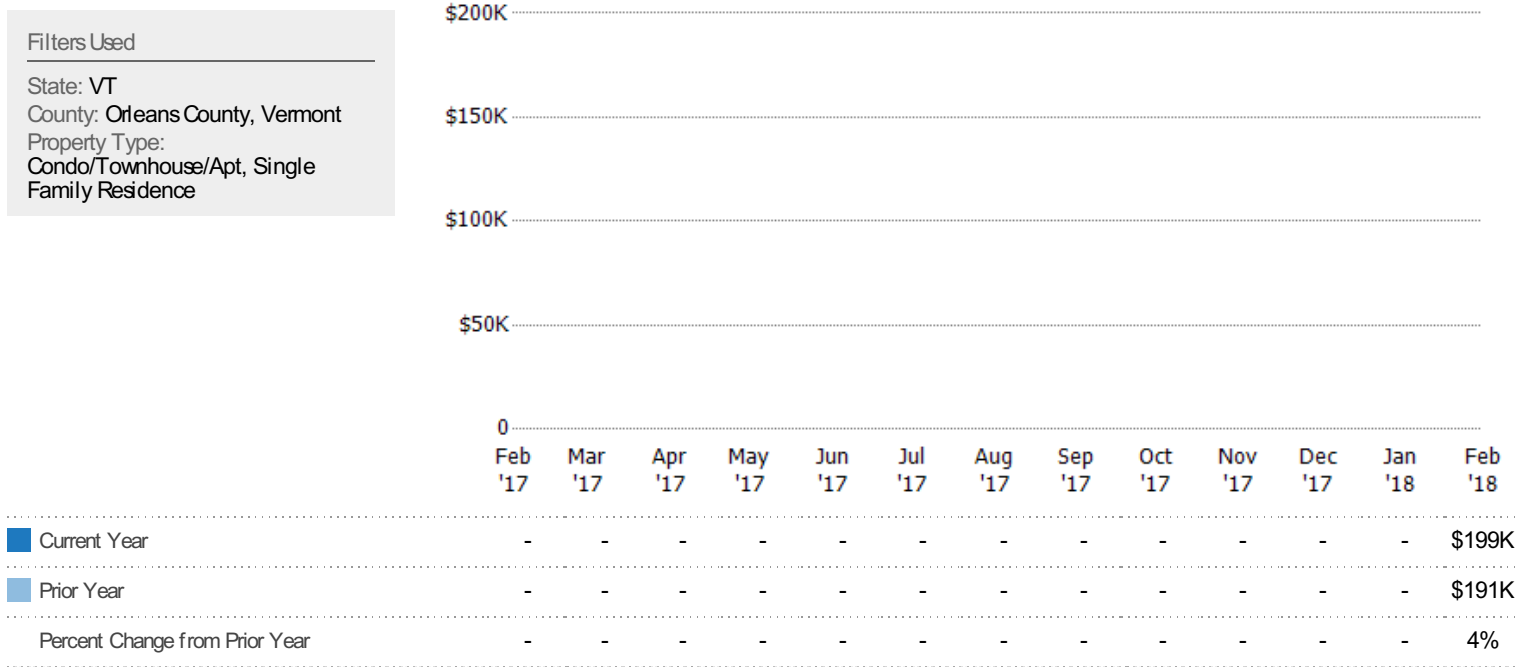 Filters Used
State: VT
County: Orleans County, Vermont
Property Type:
Condo/Townhouse/Apt, Single
Family Residence
$200K
$150K
$100K
$50K
0
Feb Mar Apr May Jun Jul Aug Sep Oct Nov Dec Jan Feb
'17 '17 '17 '17 '17 '17 '17 '17 '17 '17 '17 '18 '18
Current Year - - - - - - - - - - - - $199K
Prior Year - - - - - - - - - - - - $191K
Percent Change from Prior Year - - - - - - - - - - - - 4%